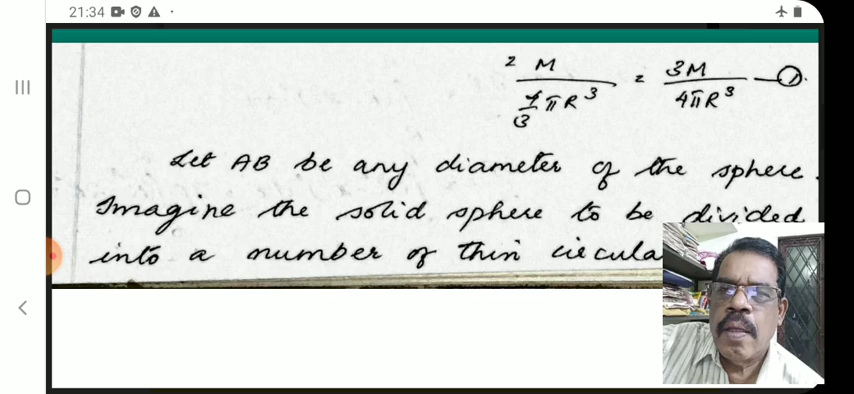 21:34
= M / 4/3 πR³ = 3M / 4πR³ — ①
Let AB be any diameter of the sphere.
Imagine the solid sphere to be divided
into a number of thin circula